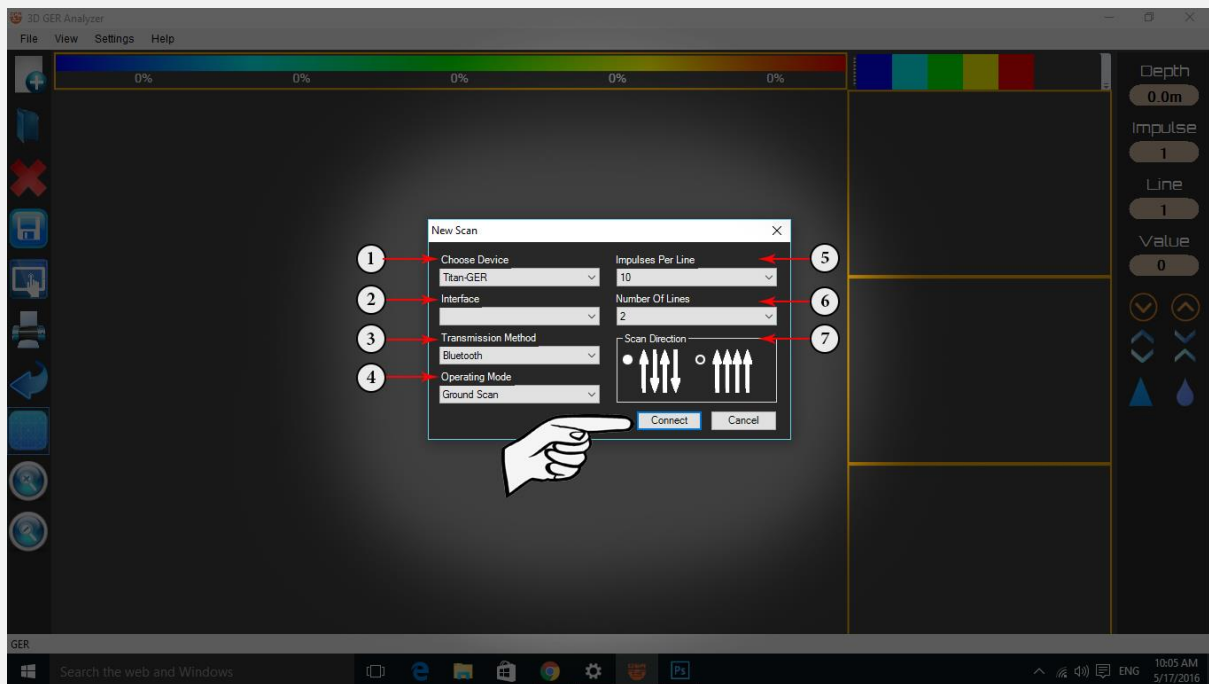 3D GER Analyzer
File View Settings Help
0% 0% 0% 0% 0%
Depth
0.0m
Impulse
1
Line
1
Value
0
New Scan
1 Choose Device
Titan-GER
2 Interface
3 Transmission Method
Bluetooth
4 Operating Mode
Ground Scan
Impulses Per Line 5
10
Number Of Lines 6
2
Scan Direction 7
Connect Cancel
GER
Search the web and Windows
Ps
ENG
10:05 AM
5/17/2016